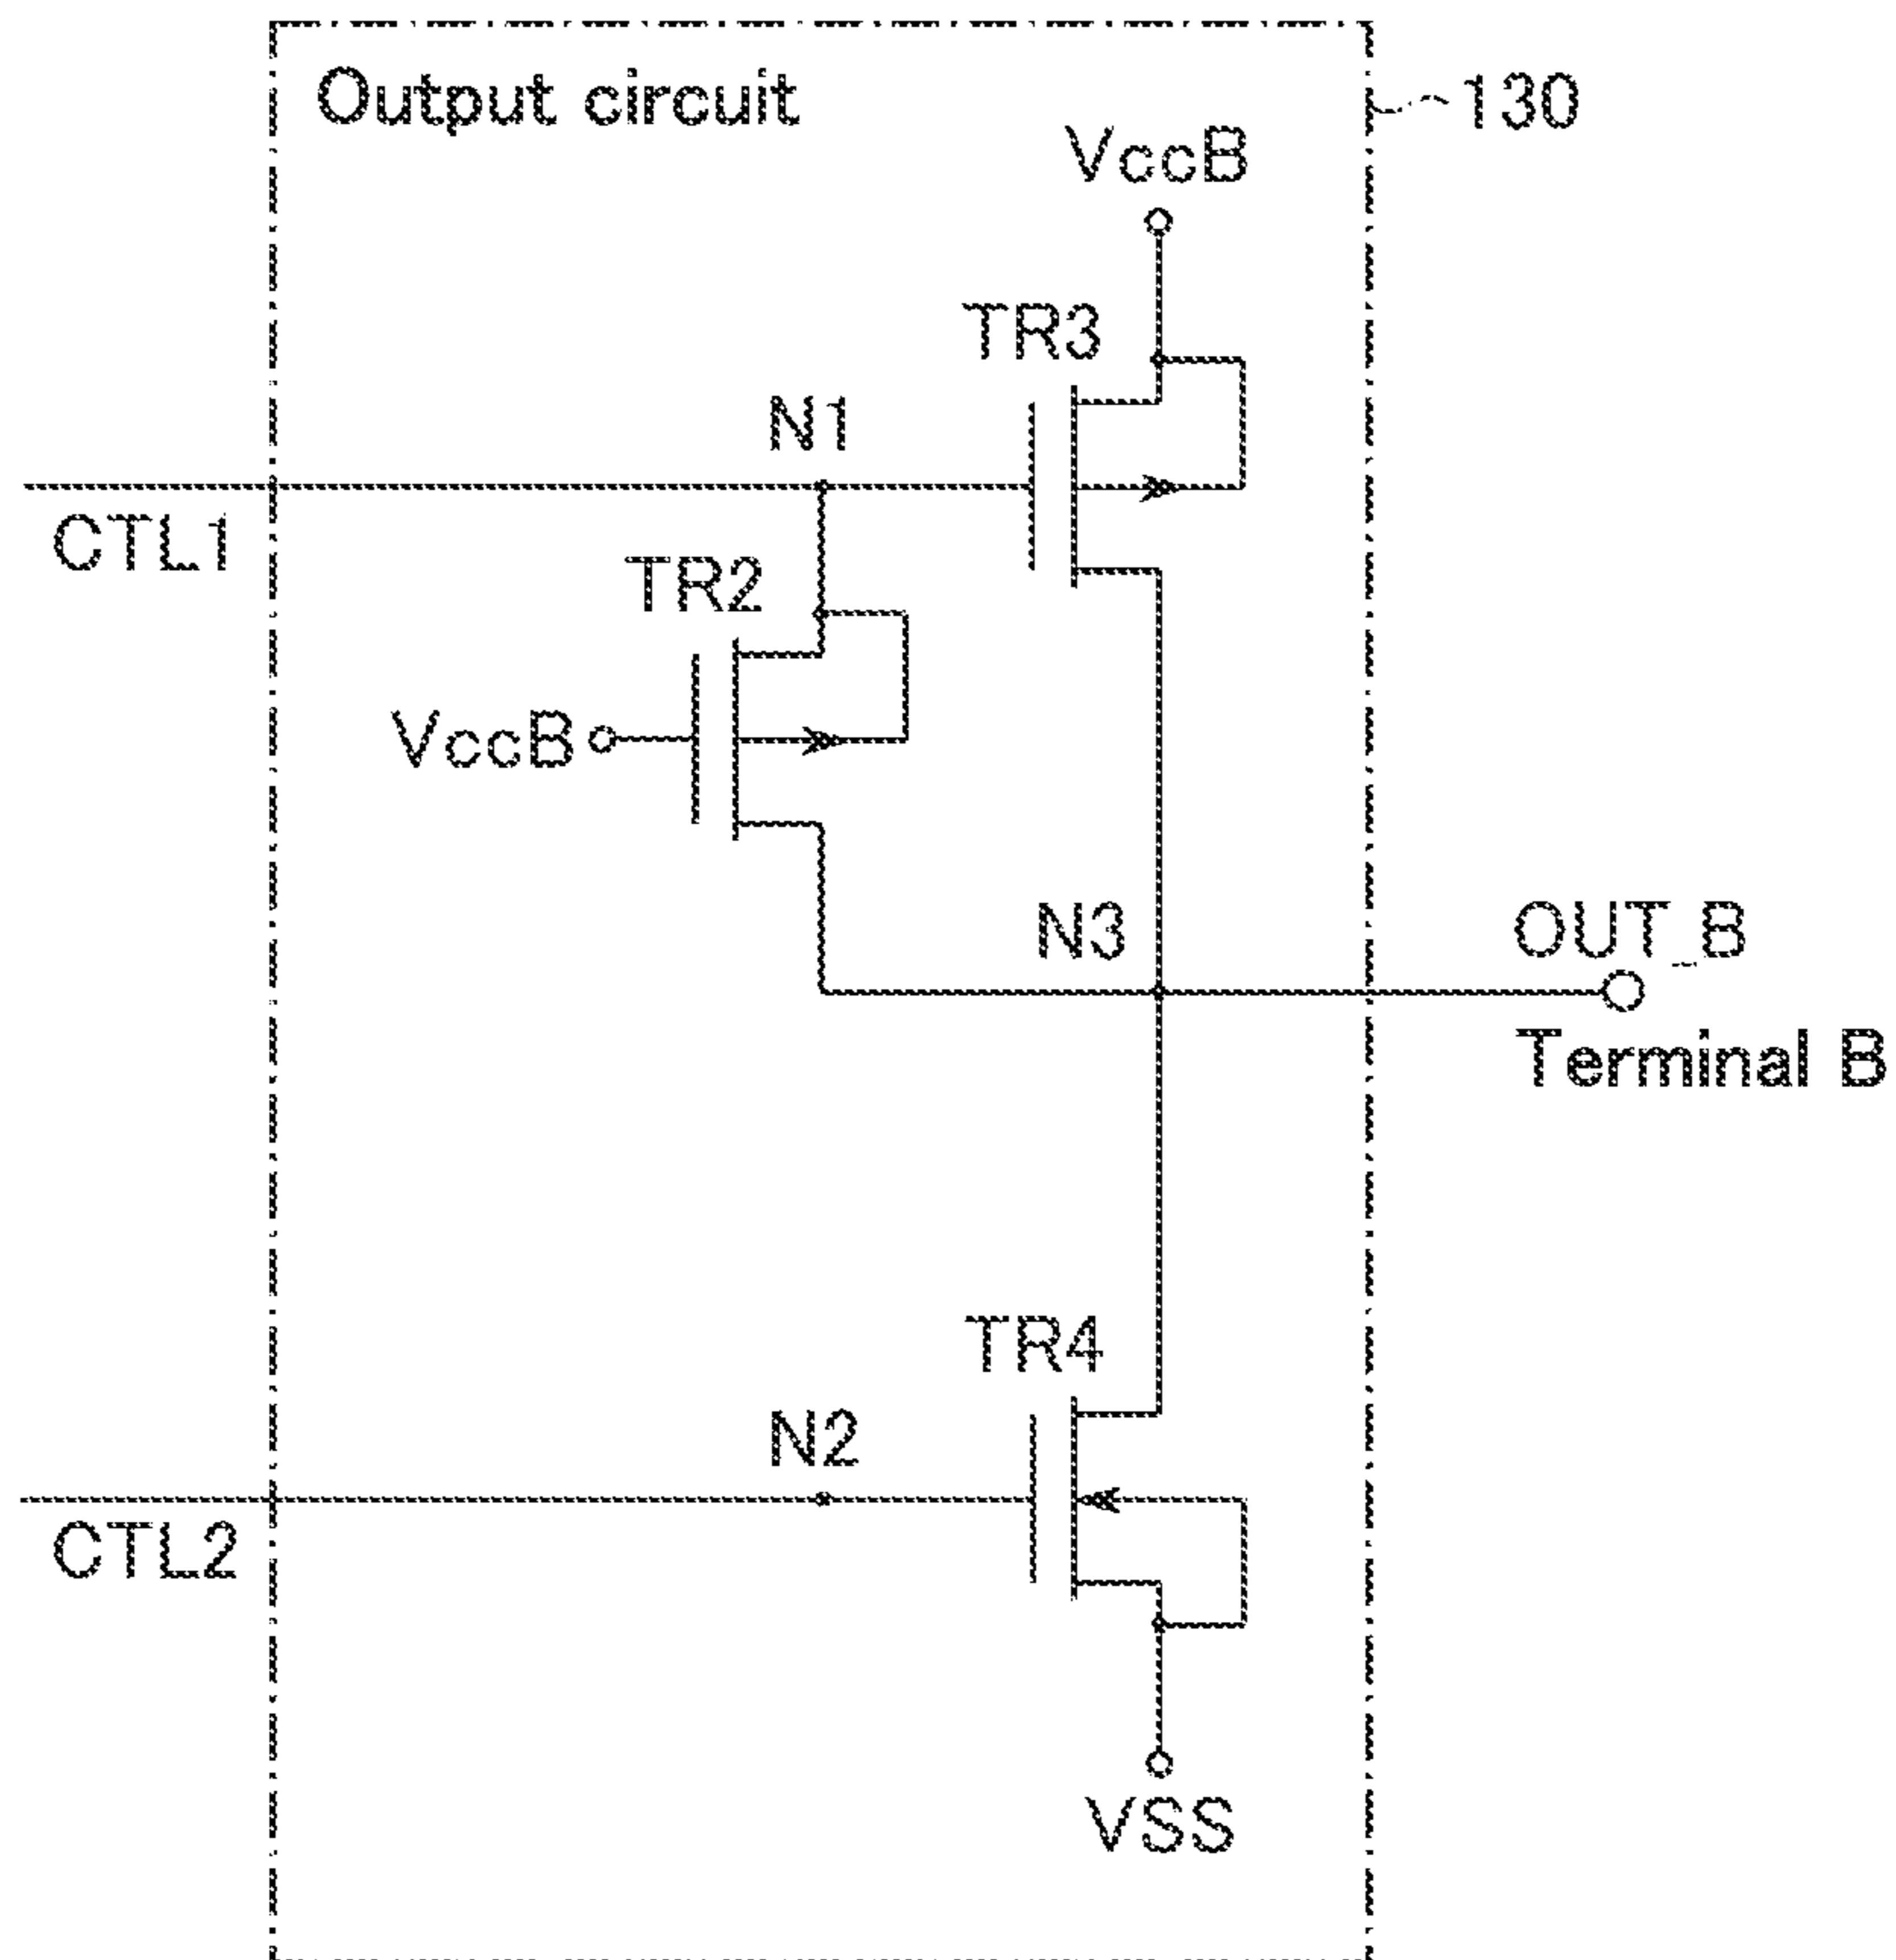 Output circuit
130
VccB
TR3
N1
CTL1
TR2
VccB
N3
OUT_B
Terminal B
TR4
N2
CTL2
VSS